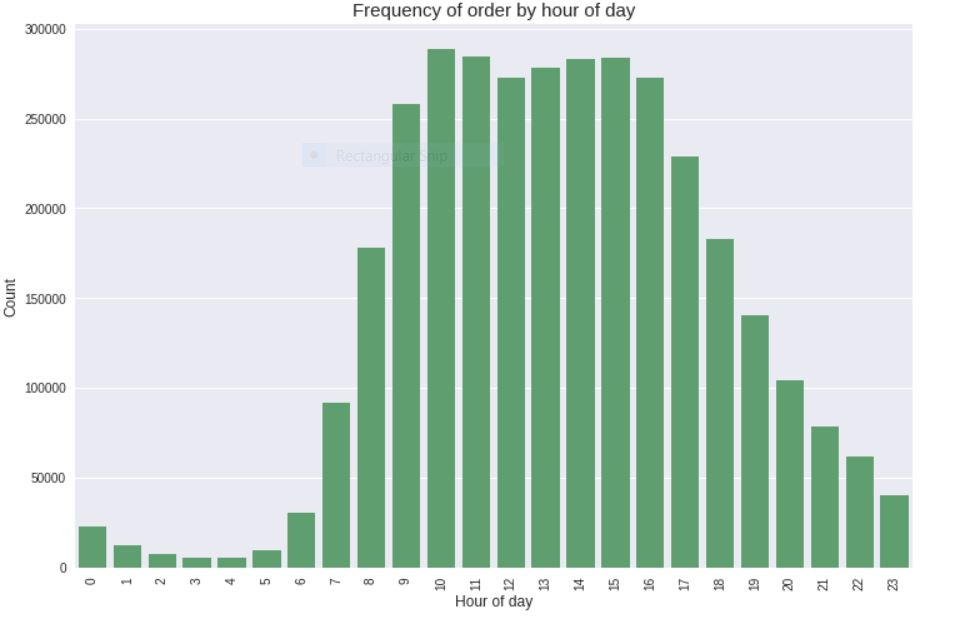 Frequency of order by hour of day
300000
250000
Rectangular Snip
200000
150000
100000
50000
0
Count
0 1 2 3 4 5 6 7 8 9 10 11 12 13 14 15 16 17 18 19 20 21 22 23
Hour of day